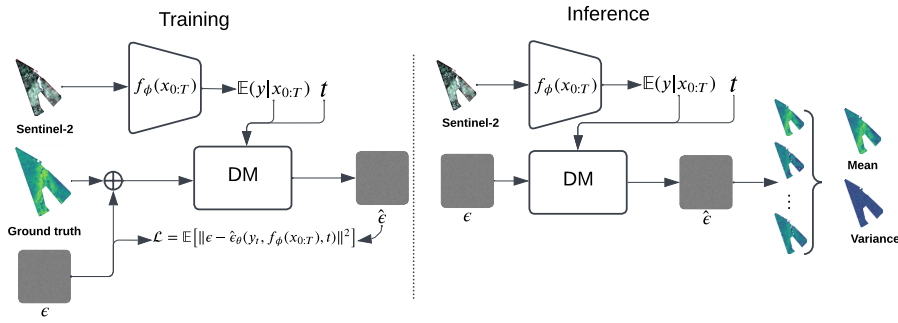 Training
Sentinel-2
f_ϕ(x_{0:T})
𝔼(y|x_{0:T}) t
DM
Ground truth
ϵ
ϵ̂
ℒ = 𝔼[‖ϵ − ϵ̂_θ(y_t, f_ϕ(x_{0:T}), t)‖²]
Inference
Sentinel-2
f_ϕ(x_{0:T})
𝔼(y|x_{0:T}) t
DM
ϵ
ϵ̂
⋮
Mean
Variance